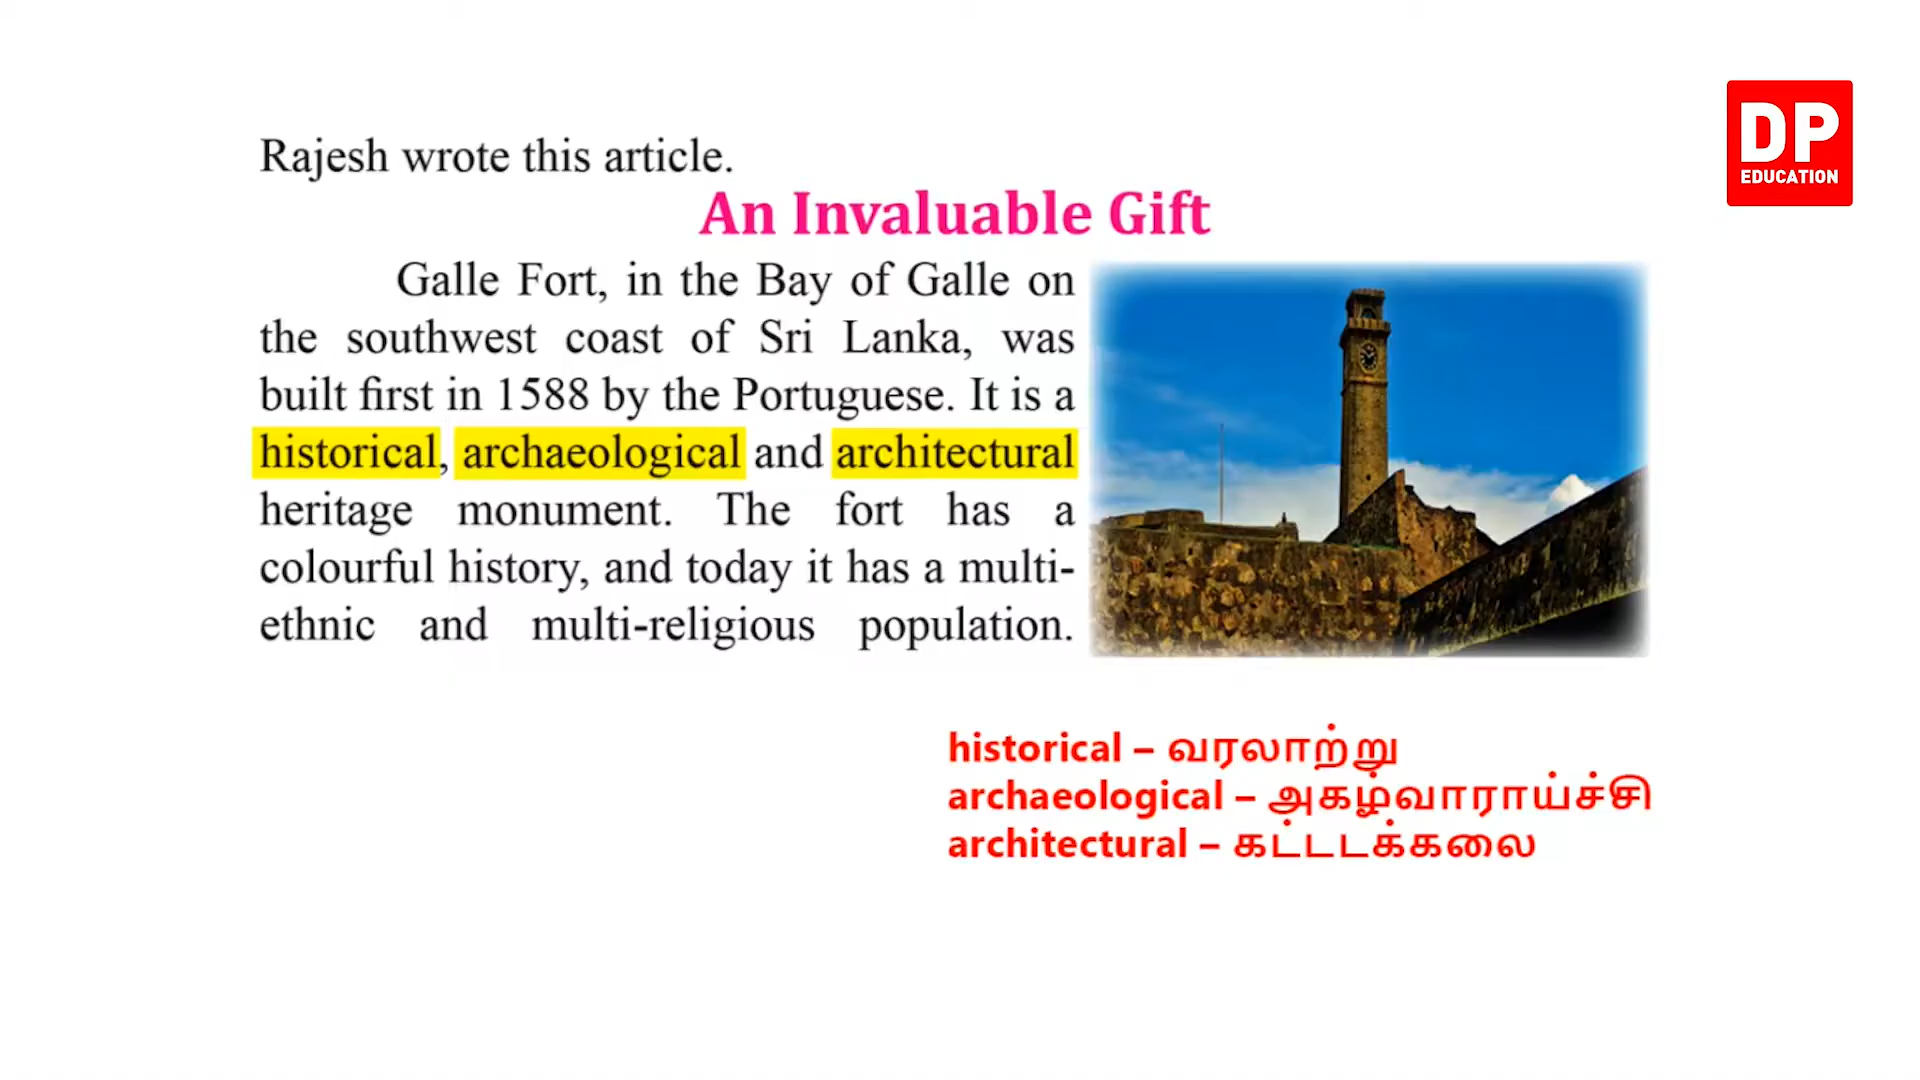 DP
EDUCATION
Rajesh wrote this article.
An Invaluable Gift
Galle Fort, in the Bay of Galle on
the southwest coast of Sri Lanka, was
built first in 1588 by the Portuguese. It is a
historical, archaeological and architectural
heritage monument. The fort has a
colourful history, and today it has a multi-
ethnic and multi-religious population.
historical – வரலாற்று
archaeological – அகழ்வாராய்ச்சி
architectural – கட்டடக்கலை